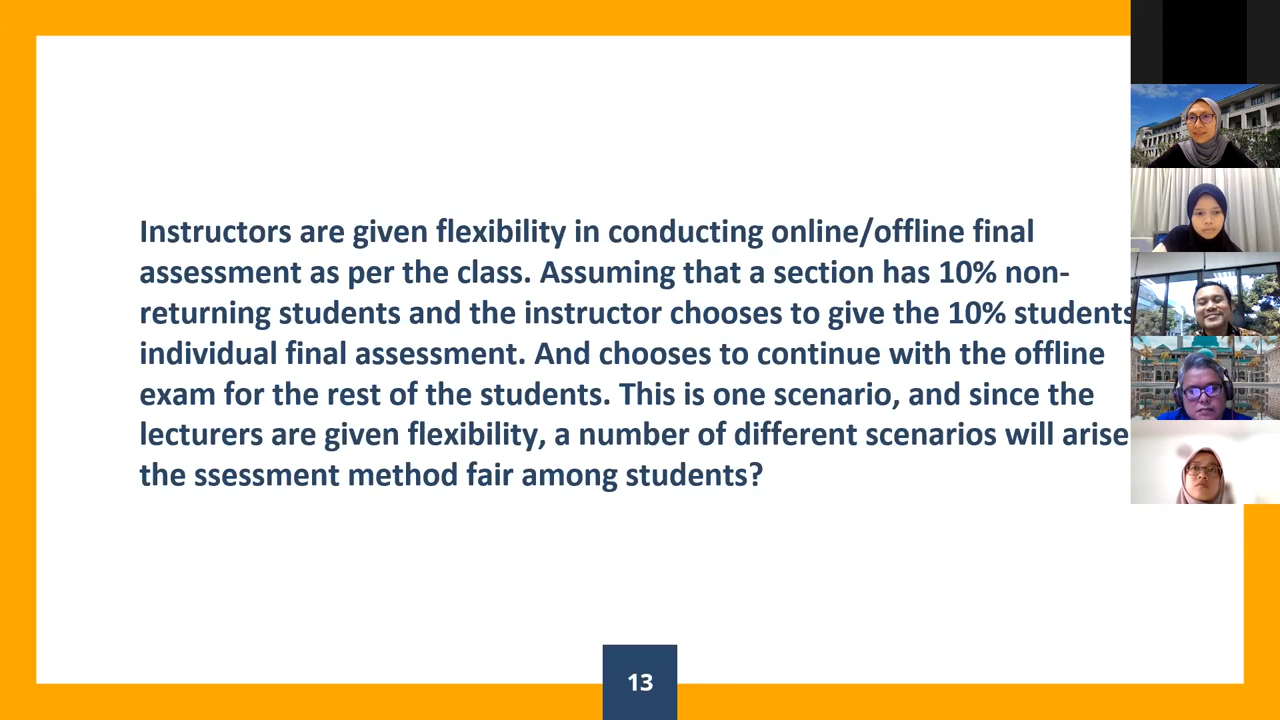 Instructors are given flexibility in conducting online/offline final
assessment as per the class. Assuming that a section has 10% non-
returning students and the instructor chooses to give the 10% students
individual final assessment. And chooses to continue with the offline
exam for the rest of the students. This is one scenario, and since the
lecturers are given flexibility, a number of different scenarios will arise
the ssessment method fair among students?
13